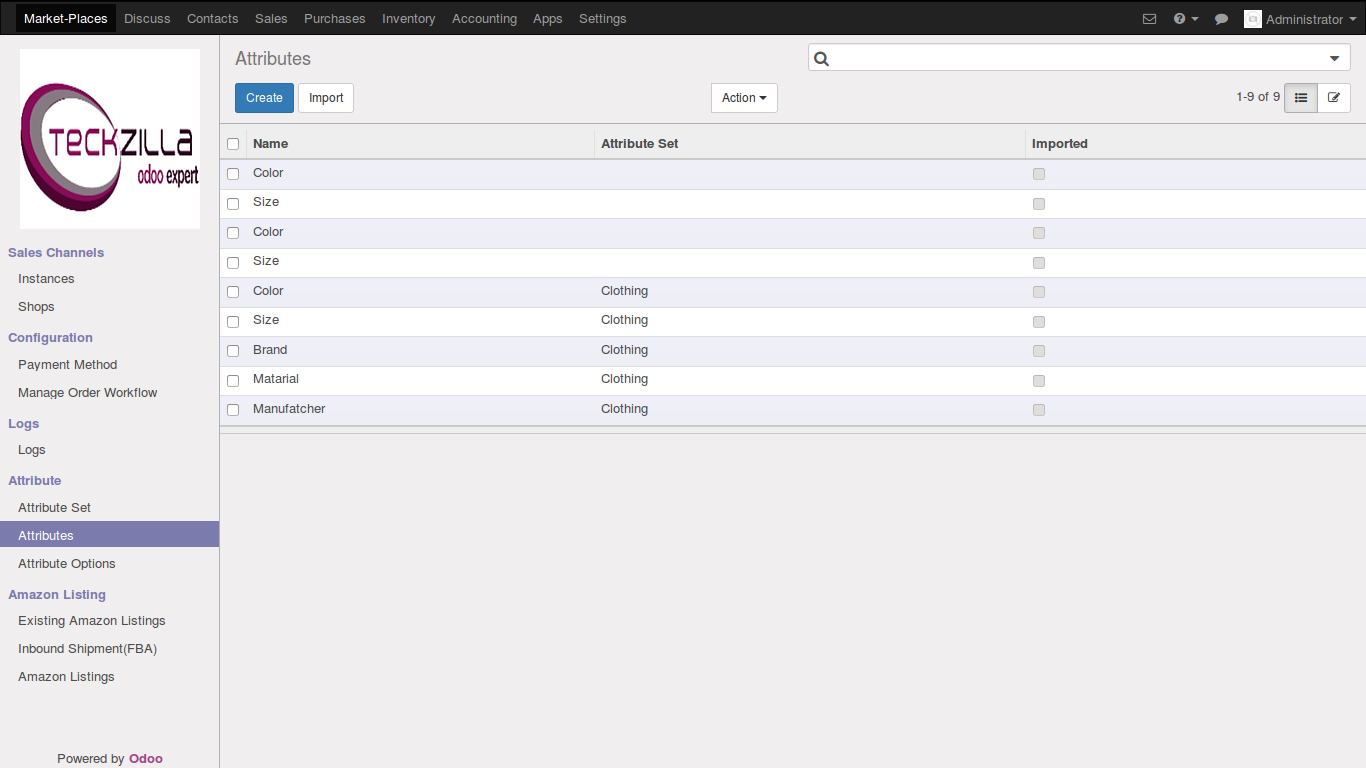 Market-Places Discuss Contacts Sales Purchases Inventory Accounting Apps Settings Administrator
TECKZILLA
odoo expert
Sales Channels
Instances
Shops
Configuration
Payment Method
Manage Order Workflow
Logs
Logs
Attribute
Attribute Set
Attributes
Attribute Options
Amazon Listing
Existing Amazon Listings
Inbound Shipment(FBA)
Amazon Listings
Powered by Odoo
Attributes
Create Import Action 1-9 of 9
Name Attribute Set Imported
Color
Size
Color
Size
Color Clothing
Size Clothing
Brand Clothing
Matarial Clothing
Manufatcher Clothing